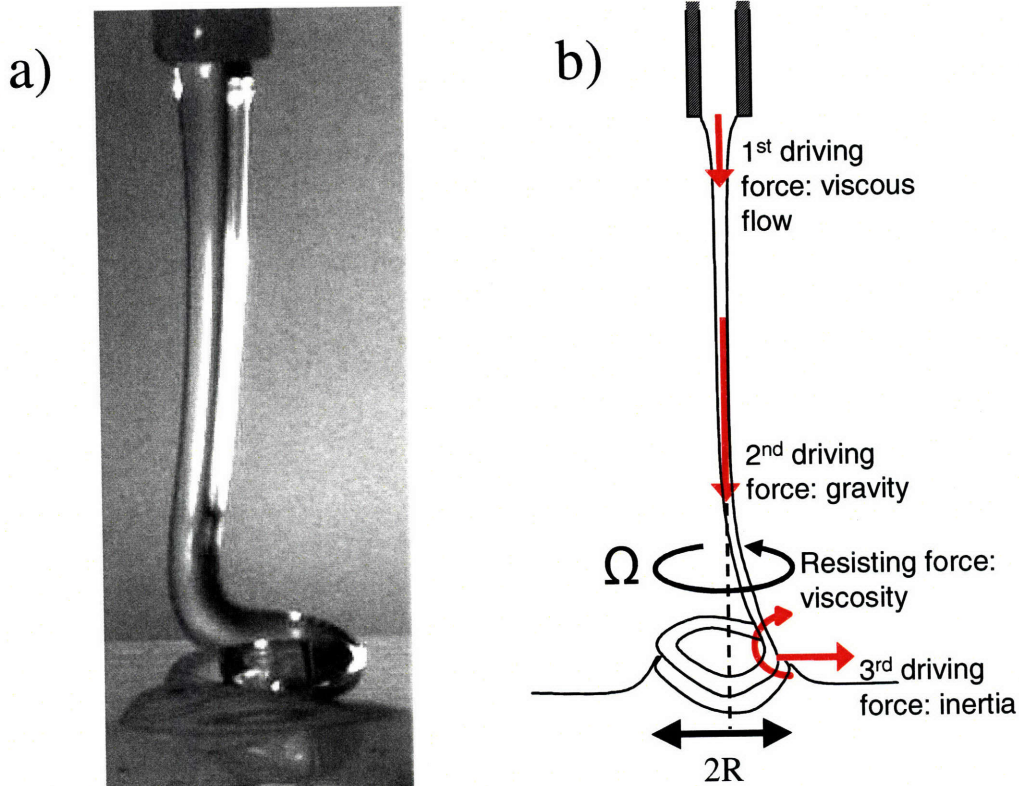 a)
b)
1st driving
force: viscous
flow
2nd driving
force: gravity
Ω
Resisting force:
viscosity
3rd driving
force: inertia
2R